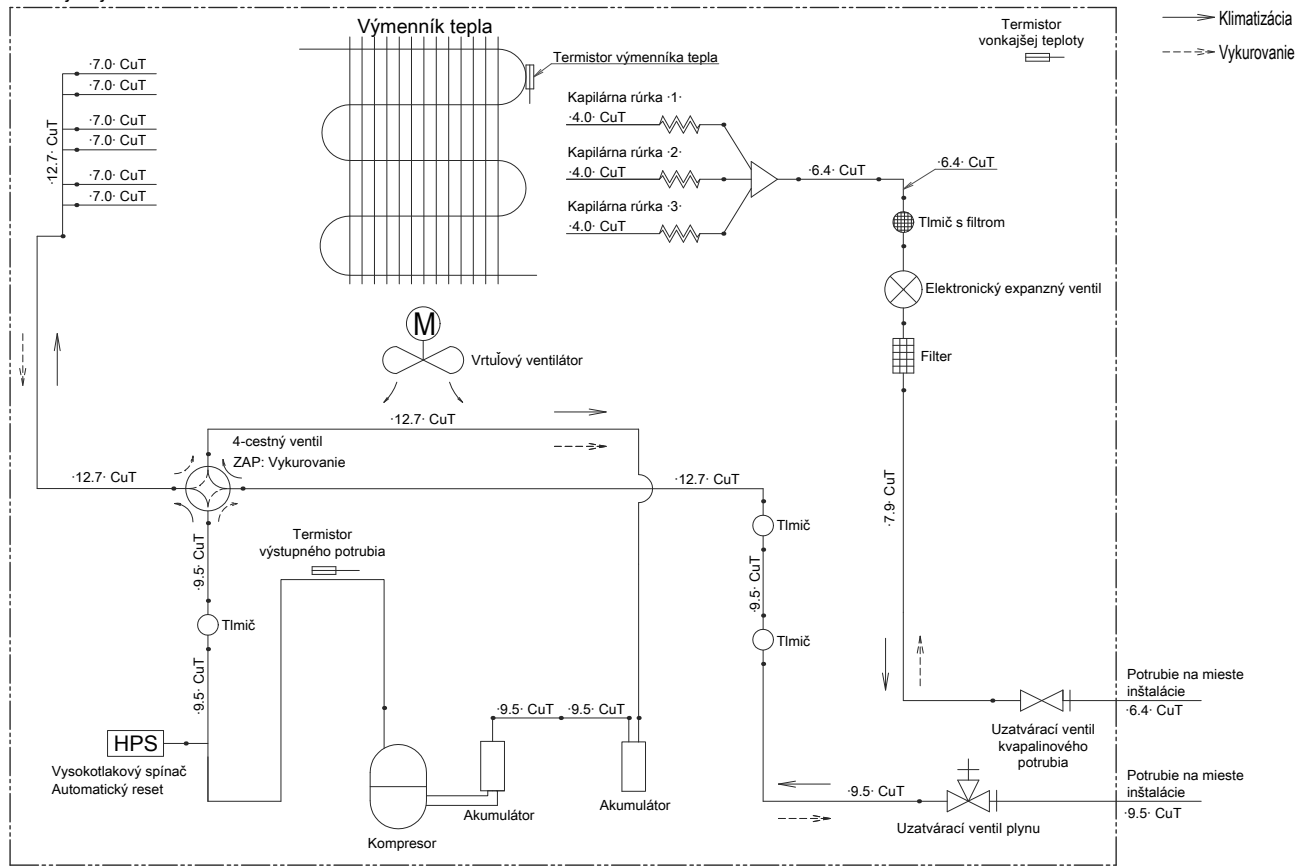 Výmenník tepla
Termistor
vonkajšej teploty
Klimatizácia
Vykurovanie
Termistor výmenníka tepla
·7.0· CuT
·7.0· CuT
·7.0· CuT
·7.0· CuT
·7.0· CuT
·7.0· CuT
·12.7· CuT
Kapilárna rúrka ·1·
·4.0· CuT
Kapilárna rúrka ·2·
·4.0· CuT
Kapilárna rúrka ·3·
·4.0· CuT
·6.4· CuT
·6.4· CuT
Tlmič s filtrom
Elektronický expanzný ventil
Filter
M
Vrtuľový ventilátor
·12.7· CuT
4-cestný ventil
ZAP: Vykurovanie
·12.7· CuT
·12.7· CuT
·7.9· CuT
Tlmič
·9.5· CuT
Tlmič
Termistor
výstupného potrubia
·9.5· CuT
Tlmič
·9.5· CuT
HPS
Vysokotlakový spínač
Automatický reset
·9.5· CuT
·9.5· CuT
Kompresor
Akumulátor
Akumulátor
Potrubie na mieste
inštalácie
·6.4· CuT
Uzatvárací ventil
kvapalinového
potrubia
·9.5· CuT
Uzatvárací ventil plynu
Potrubie na mieste
inštalácie
·9.5· CuT